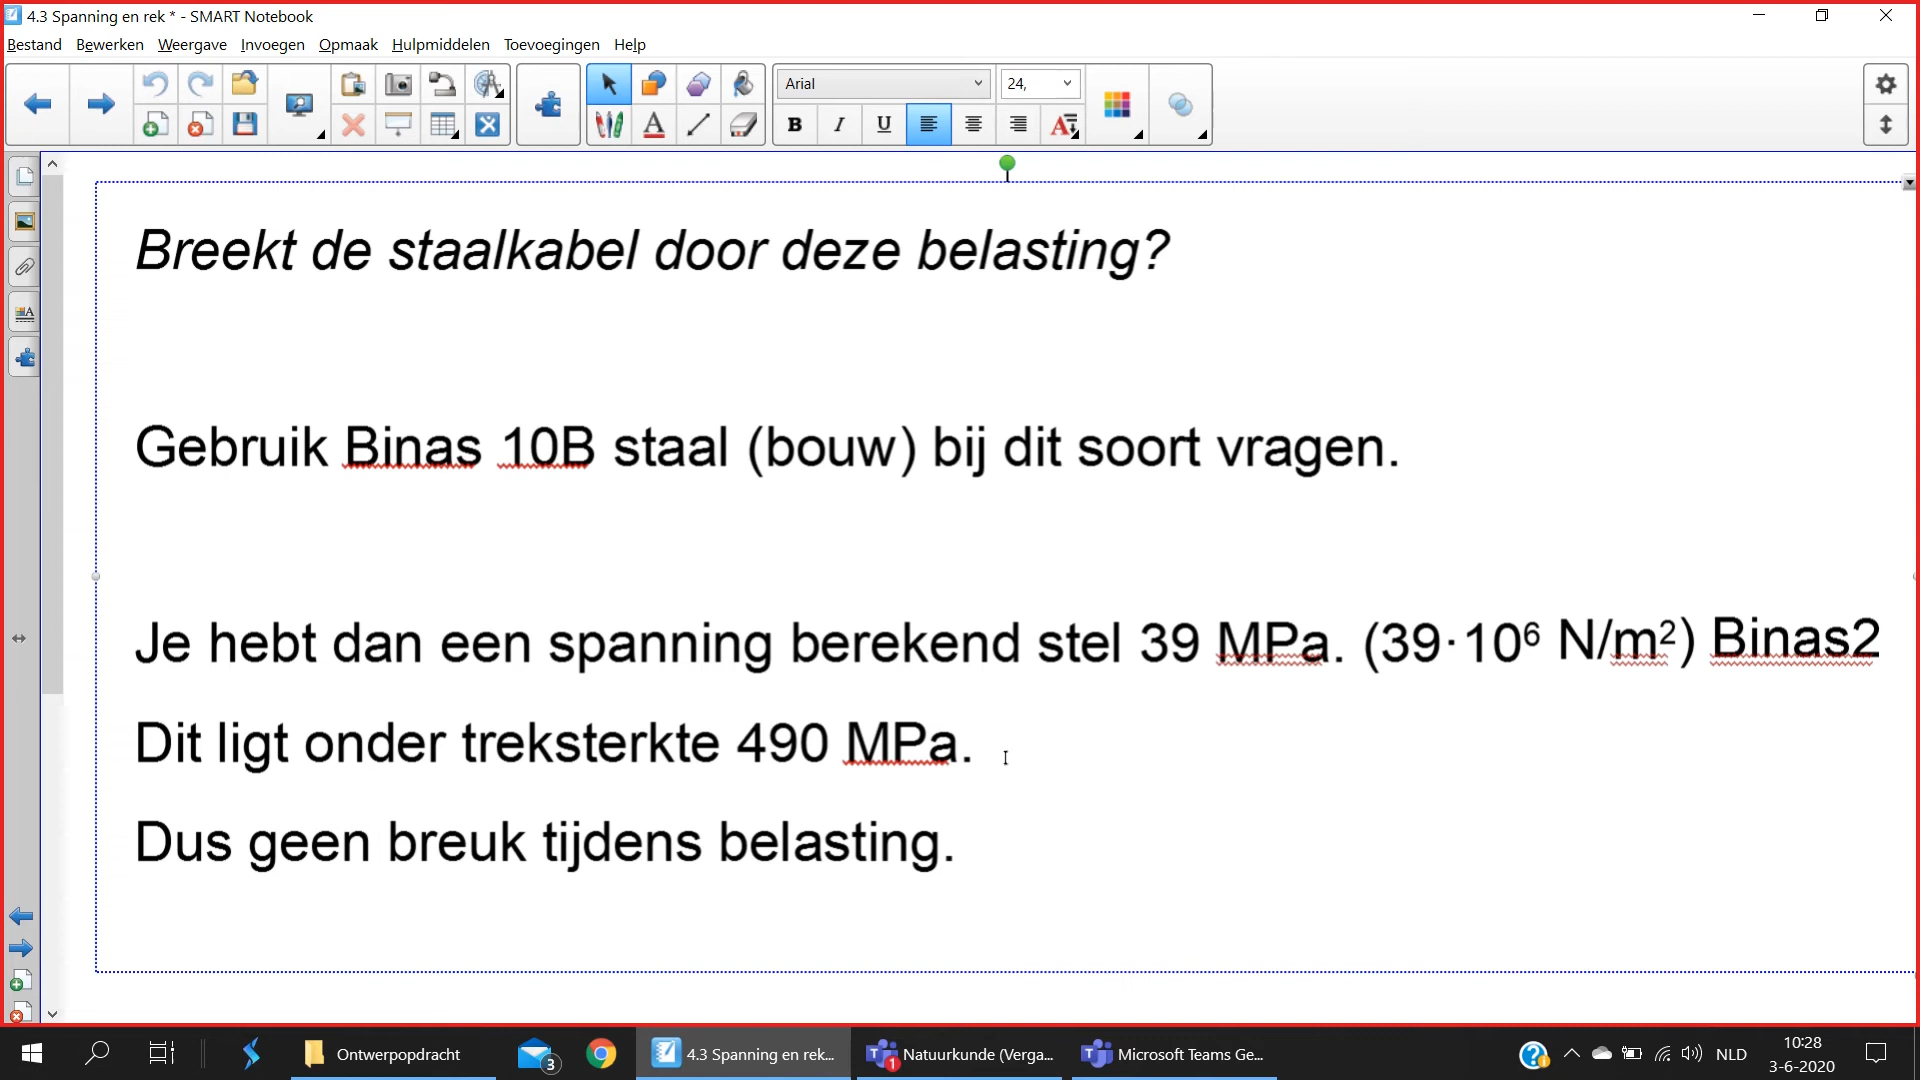 4.3 Spanning en rek * - SMART Notebook
Bestand Bewerken Weergave Invoegen Opmaak Hulpmiddelen Toevoegingen Help
Arial 24,
B I U A
Breekt de staalkabel door deze belasting?
Gebruik Binas 10B staal (bouw) bij dit soort vragen.
Je hebt dan een spanning berekend stel 39 MPa. (39·10⁶ N/m²) Binas2
Dit ligt onder treksterkte 490 MPa.
Dus geen breuk tijdens belasting.
Ontwerpopdracht 3 4.3 Spanning en rek... 1 Natuurkunde (Verga... Microsoft Teams Ge... NLD 10:28
3-6-2020